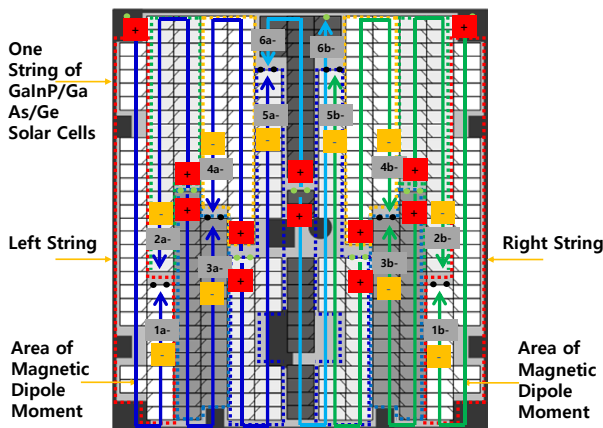 +
+
6a-
6b-
One
String of
GaInP/Ga
As/Ge
Solar Cells
5a-
5b-
-
-
-
-
4a-
4b-
+
+
+
+
+
+
-
-
2a-
2b-
+
+
Left String
Right String
3a-
3b-
+
+
-
-
1a-
1b-
-
-
Area of
Magnetic
Dipole
Moment
Area of
Magnetic
Dipole
Moment